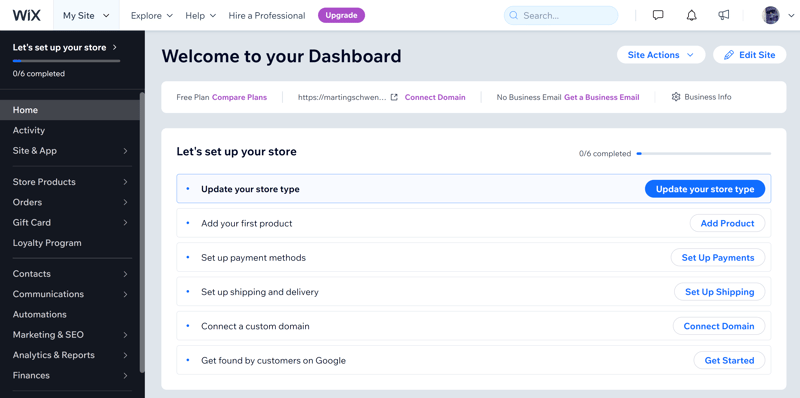 WiX
My Site
Explore
Help
Hire a Professional
Upgrade
Search...
Let's set up your store
0/6 completed
Home
Activity
Site & App
Store Products
Orders
Gift Card
Loyalty Program
Contacts
Communications
Automations
Marketing & SEO
Analytics & Reports
Finances
Welcome to your Dashboard
Site Actions
Edit Site
Free Plan Compare Plans
https://martingschwen... Connect Domain
No Business Email Get a Business Email
Business Info
Let's set up your store
0/6 completed
Update your store type
Update your store type
Add your first product
Add Product
Set up payment methods
Set Up Payments
Set up shipping and delivery
Set Up Shipping
Connect a custom domain
Connect Domain
Get found by customers on Google
Get Started